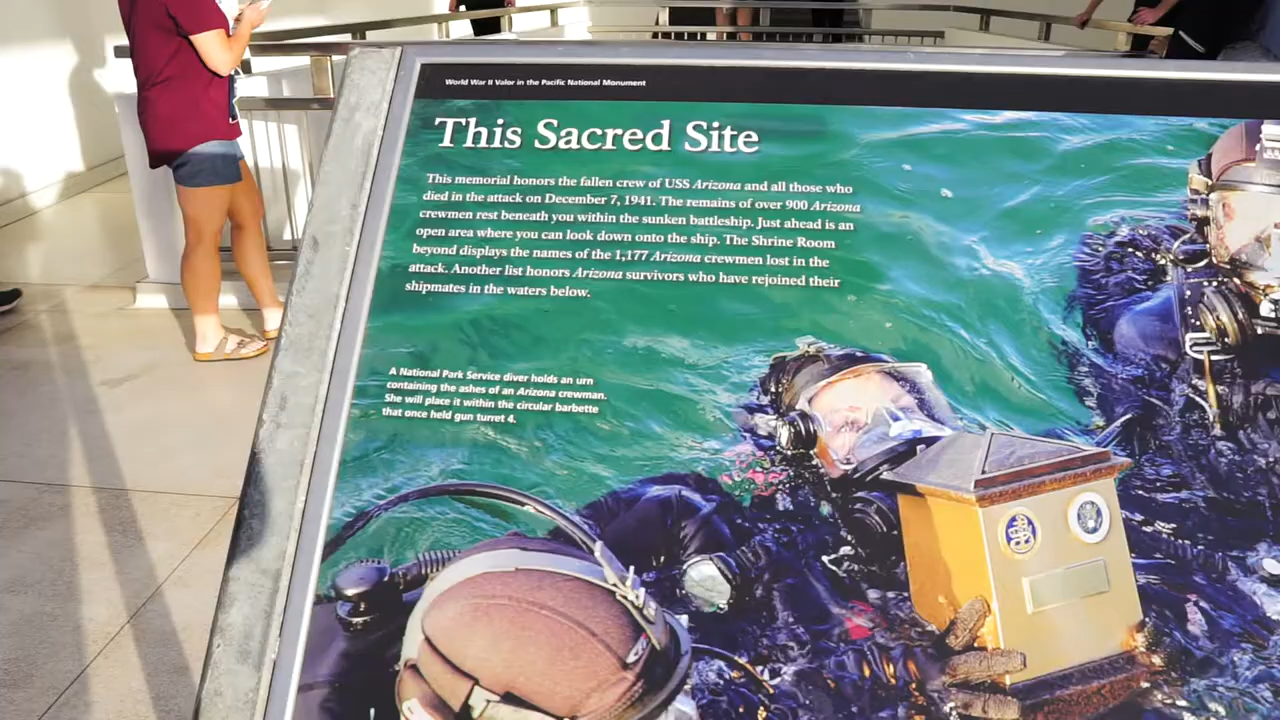 World War II Valor in the Pacific National Monument
This Sacred Site
This memorial honors the fallen crew of USS Arizona and all those who
died in the attack on December 7, 1941. The remains of over 900 Arizona
crewmen rest beneath you within the sunken battleship. Just ahead is an
open area where you can look down onto the ship. The Shrine Room
beyond displays the names of the 1,177 Arizona crewmen lost in the
attack. Another list honors Arizona survivors who have rejoined their
shipmates in the waters below.
A National Park Service diver holds an urn
containing the ashes of an Arizona crewman.
She will place it within the circular barbette
that once held gun turret 4.